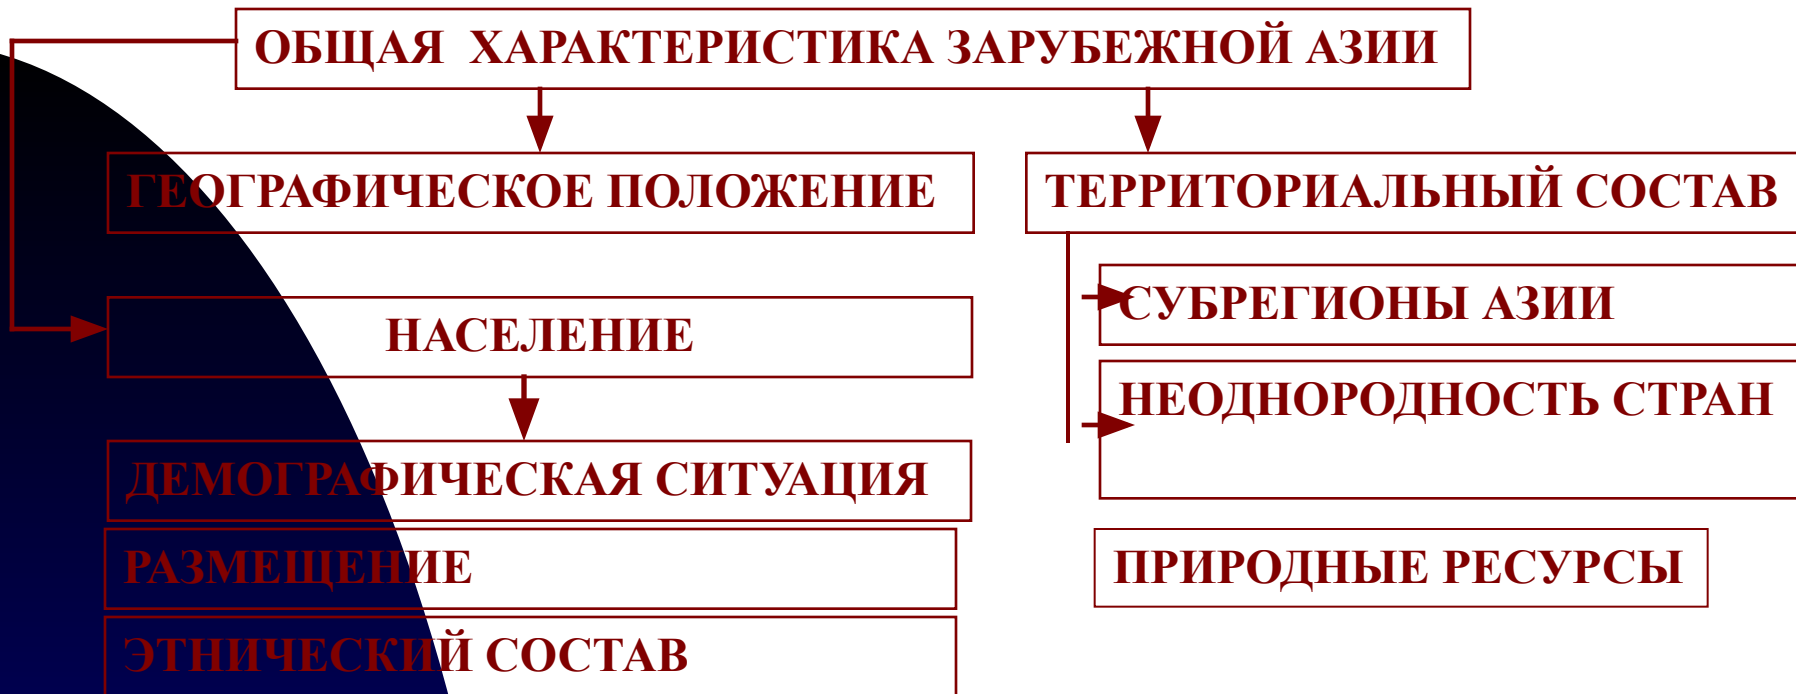 ОБЩАЯ ХАРАКТЕРИСТИКА ЗАРУБЕЖНОЙ АЗИИ
ГЕОГРАФИЧЕСКОЕ ПОЛОЖЕНИЕ
ТЕРРИТОРИАЛЬНЫЙ СОСТАВ
СУБРЕГИОНЫ АЗИИ
НАСЕЛЕНИЕ
НЕОДНОРОДНОСТЬ СТРАН
ДЕМОГРАФИЧЕСКАЯ СИТУАЦИЯ
РАЗМЕЩЕНИЕ
ПРИРОДНЫЕ РЕСУРСЫ
ЭТНИЧЕСКИЙ СОСТАВ